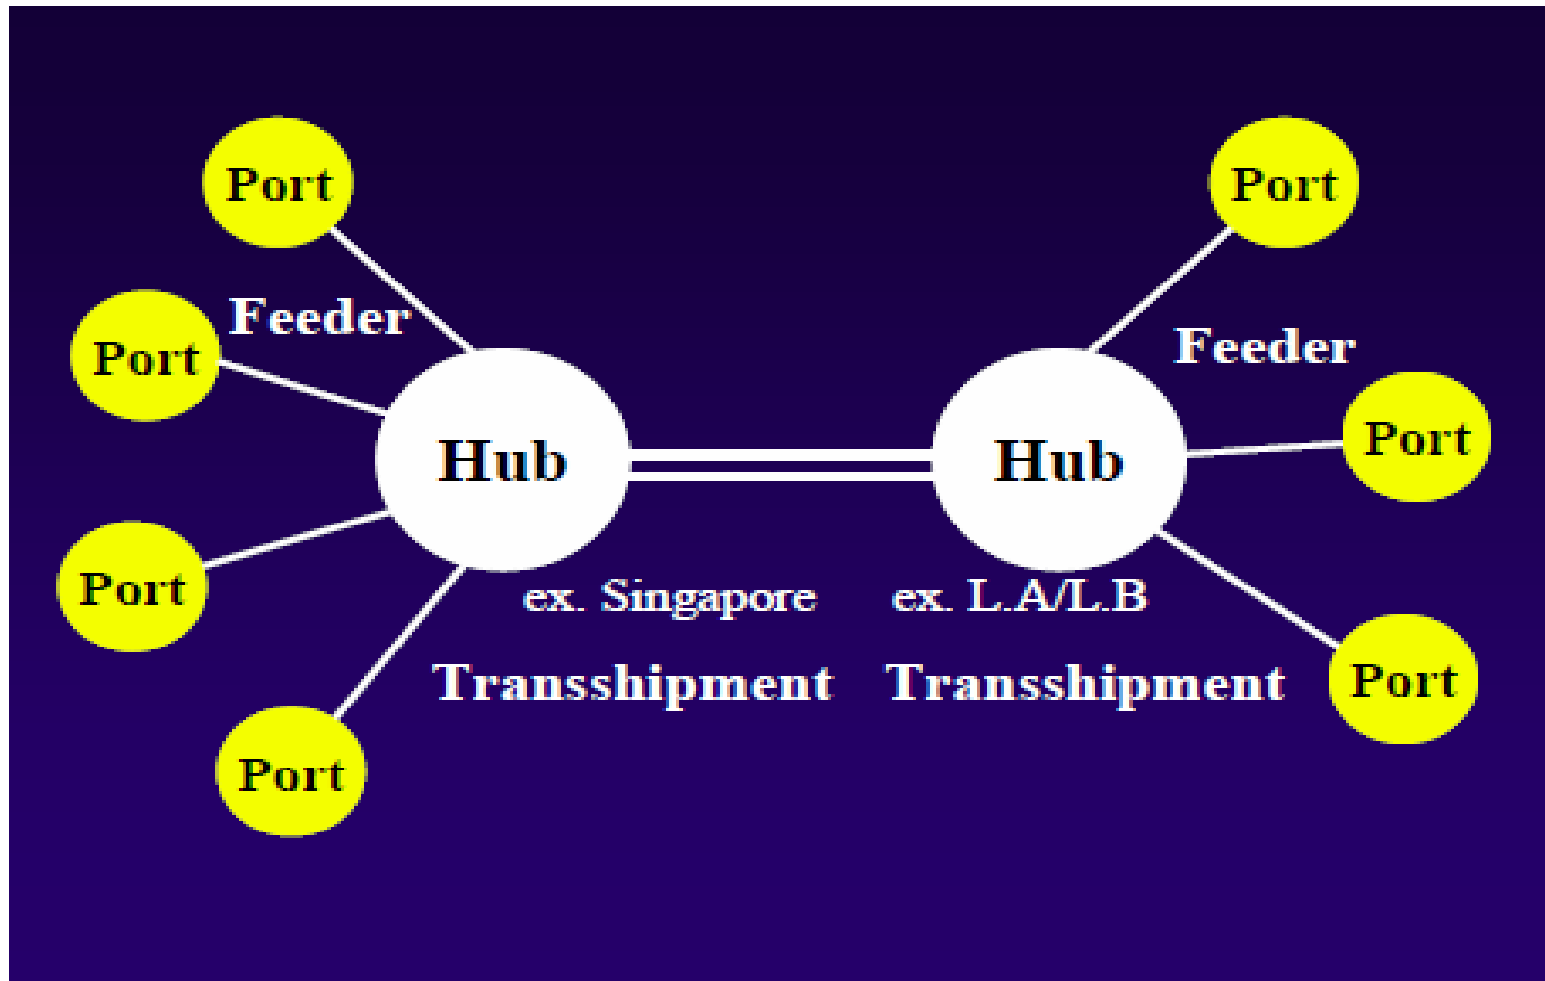 Port
Port
Feeder
Feeder
Port
Port
Hub
Hub
Port
ex. Singapore
ex. L.A/L.B
Transshipment
Transshipment
Port
Port